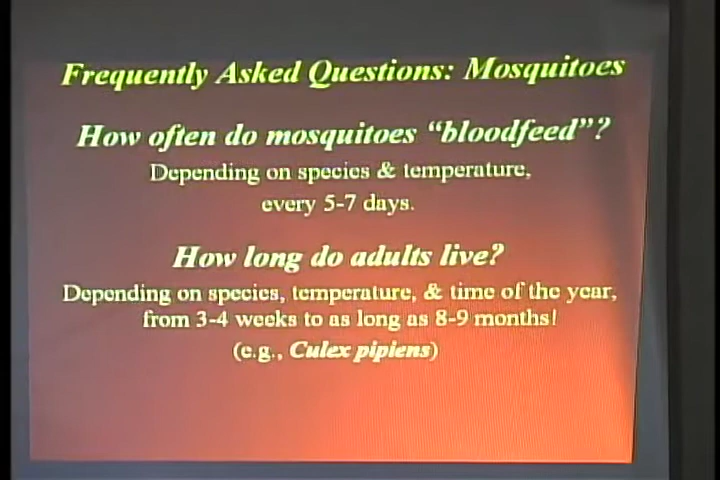 Frequently Asked Questions: Mosquitoes
How often do mosquitoes “bloodfeed”?
Depending on species & temperature,
every 5-7 days.
How long do adults live?
Depending on species, temperature, & time of the year,
from 3-4 weeks to as long as 8-9 months!
(e.g., Culex pipiens)